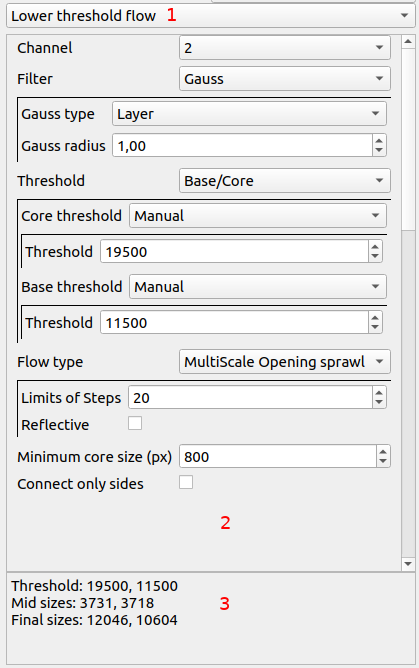 Lower threshold flow 1
Channel 2
Filter Gauss
Gauss type Layer
Gauss radius 1,00
Threshold Base/Core
Core threshold Manual
Threshold 19500
Base threshold Manual
Threshold 11500
Flow type MultiScale Opening sprawl
Limits of Steps 20
Reflective
Minimum core size (px) 800
Connect only sides
2
Threshold: 19500, 11500
Mid sizes: 3731, 3718 3
Final sizes: 12046, 10604